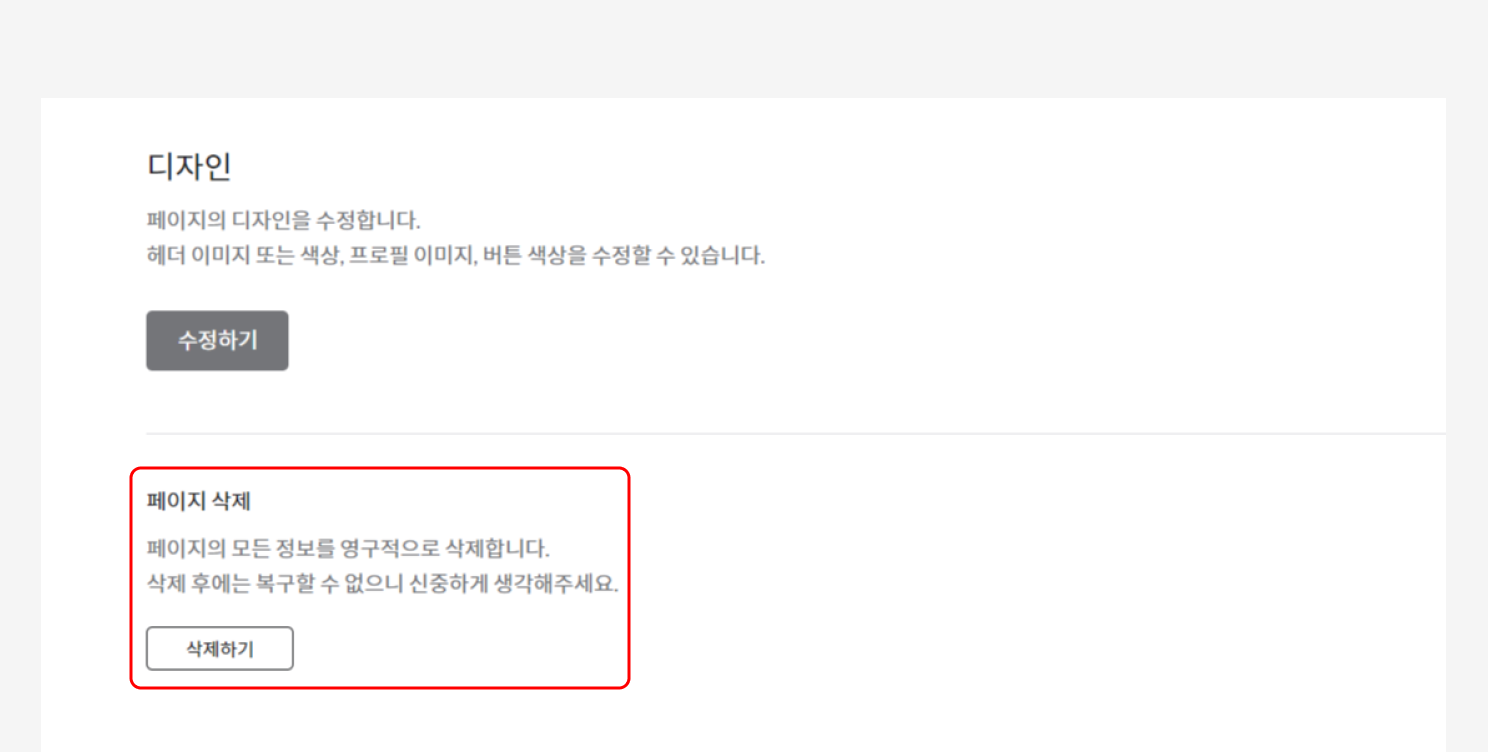 디자인
페이지의 디자인을 수정합니다.
헤더 이미지 또는 색상, 프로필 이미지, 버튼 색상을 수정할 수 있습니다.
수정하기
페이지 삭제
페이지의 모든 정보를 영구적으로 삭제합니다.
삭제 후에는 복구할 수 없으니 신중하게 생각해주세요.
삭제하기